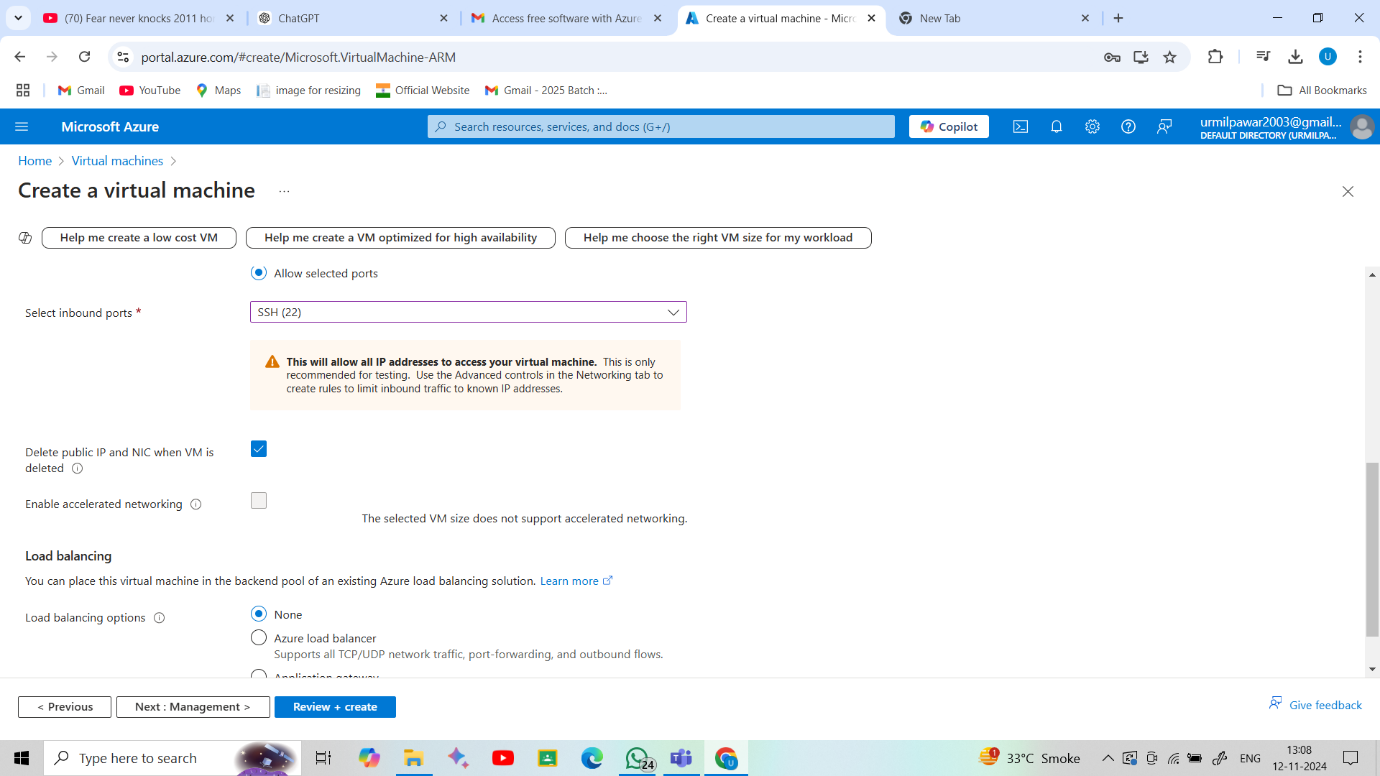 (70) Fear never knocks 2011 ho
ChatGPT
Access free software with Azure
Create a virtual machine - Micro
New Tab
portal.azure.com/#create/Microsoft.VirtualMachine-ARM
U
Gmail
YouTube
Maps
image for resizing
Official Website
Gmail - 2025 Batch :...
All Bookmarks
Microsoft Azure
Search resources, services, and docs (G+/)
Copilot
urmilpawar2003@gmail...
DEFAULT DIRECTORY (URMILPA...
Home > Virtual machines >
Create a virtual machine ...
Help me create a low cost VM
Help me create a VM optimized for high availability
Help me choose the right VM size for my workload
Allow selected ports
Select inbound ports *
SSH (22)
This will allow all IP addresses to access your virtual machine. This is only
recommended for testing. Use the Advanced controls in the Networking tab to
create rules to limit inbound traffic to known IP addresses.
Delete public IP and NIC when VM is
deleted
Enable accelerated networking
The selected VM size does not support accelerated networking.
Load balancing
You can place this virtual machine in the backend pool of an existing Azure load balancing solution. Learn more
Load balancing options
None
Azure load balancer
Supports all TCP/UDP network traffic, port-forwarding, and outbound flows.
Application gateway
< Previous
Next : Management >
Review + create
Give feedback
Type here to search
24
U
1
33°C Smoke
ENG
13:08
12-11-2024